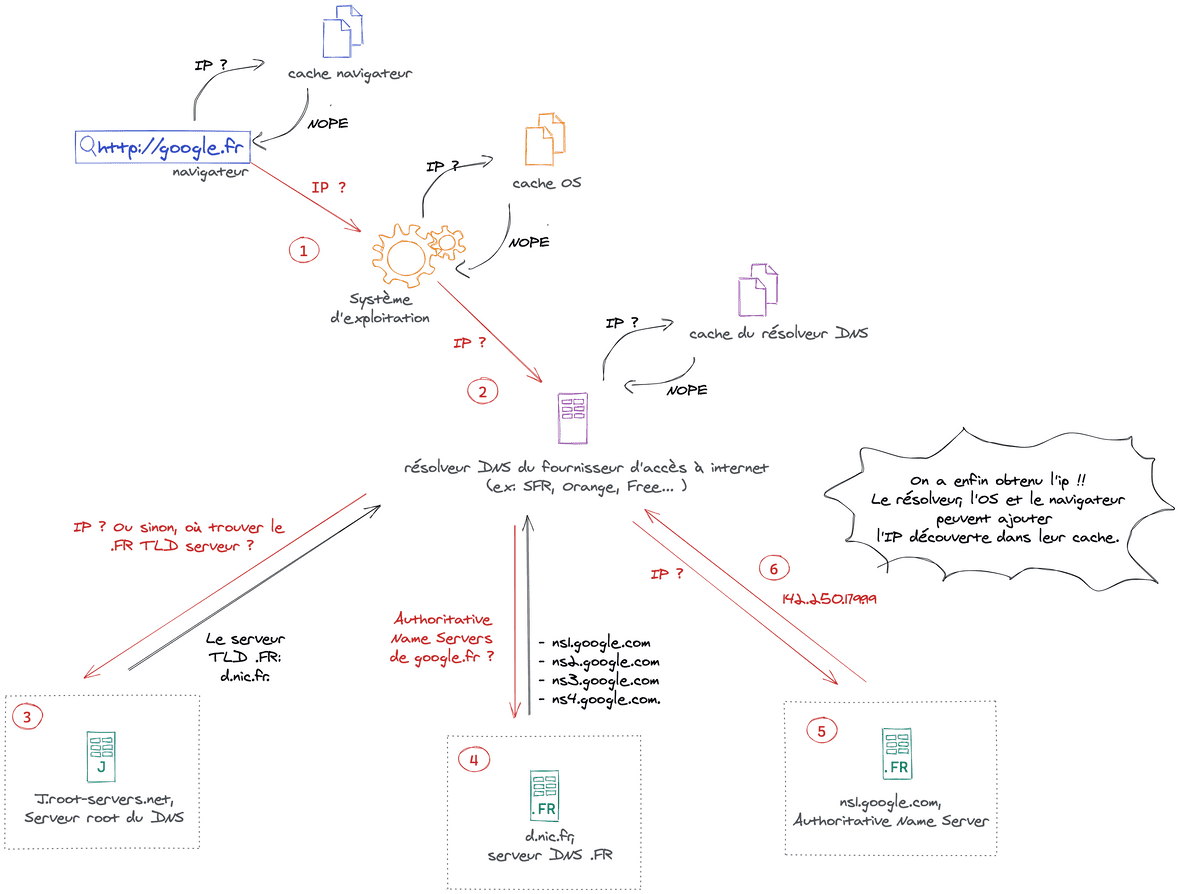 IP ?
cache navigateur
NOPE
http://google.fr
navigateur
IP ?
1
IP ?
cache OS
NOPE
Système
d'exploitation
IP ?
2
IP ?
cache du résolveur DNS
NOPE
résolveur DNS du fournisseur d'accès à internet
(ex: SFR, Orange, Free... )
On a enfin obtenu l'ip !!
Le résolveur, l'OS et le navigateur
peuvent ajouter
l'IP découverte dans leur cache.
IP ? Ou sinon, où trouver le
.FR TLD serveur ?
Le serveur
TLD .FR:
d.nic.fr.
Authoritative
Name Servers
de google.fr ?
- ns1.google.com
- ns2.google.com
- ns3.google.com
- ns4.google.com.
IP ?
6
142.250.179.99
3
J
J.root-servers.net,
Serveur root du DNS
4
.FR
d.nic.fr,
serveur DNS .FR
5
.FR
ns1.google.com,
Authoritative Name Server